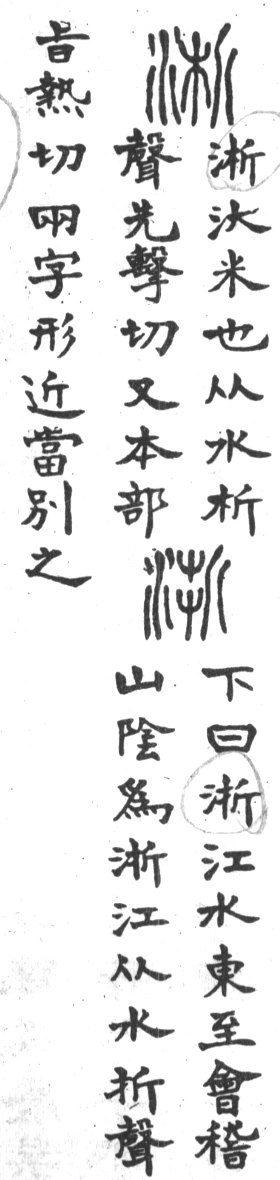 淅
淅汏米也从水析
聲先擊切又本部
浙
下曰浙江水東至會稽
山陰爲浙江从水折聲
旨熱切兩字形近當別之